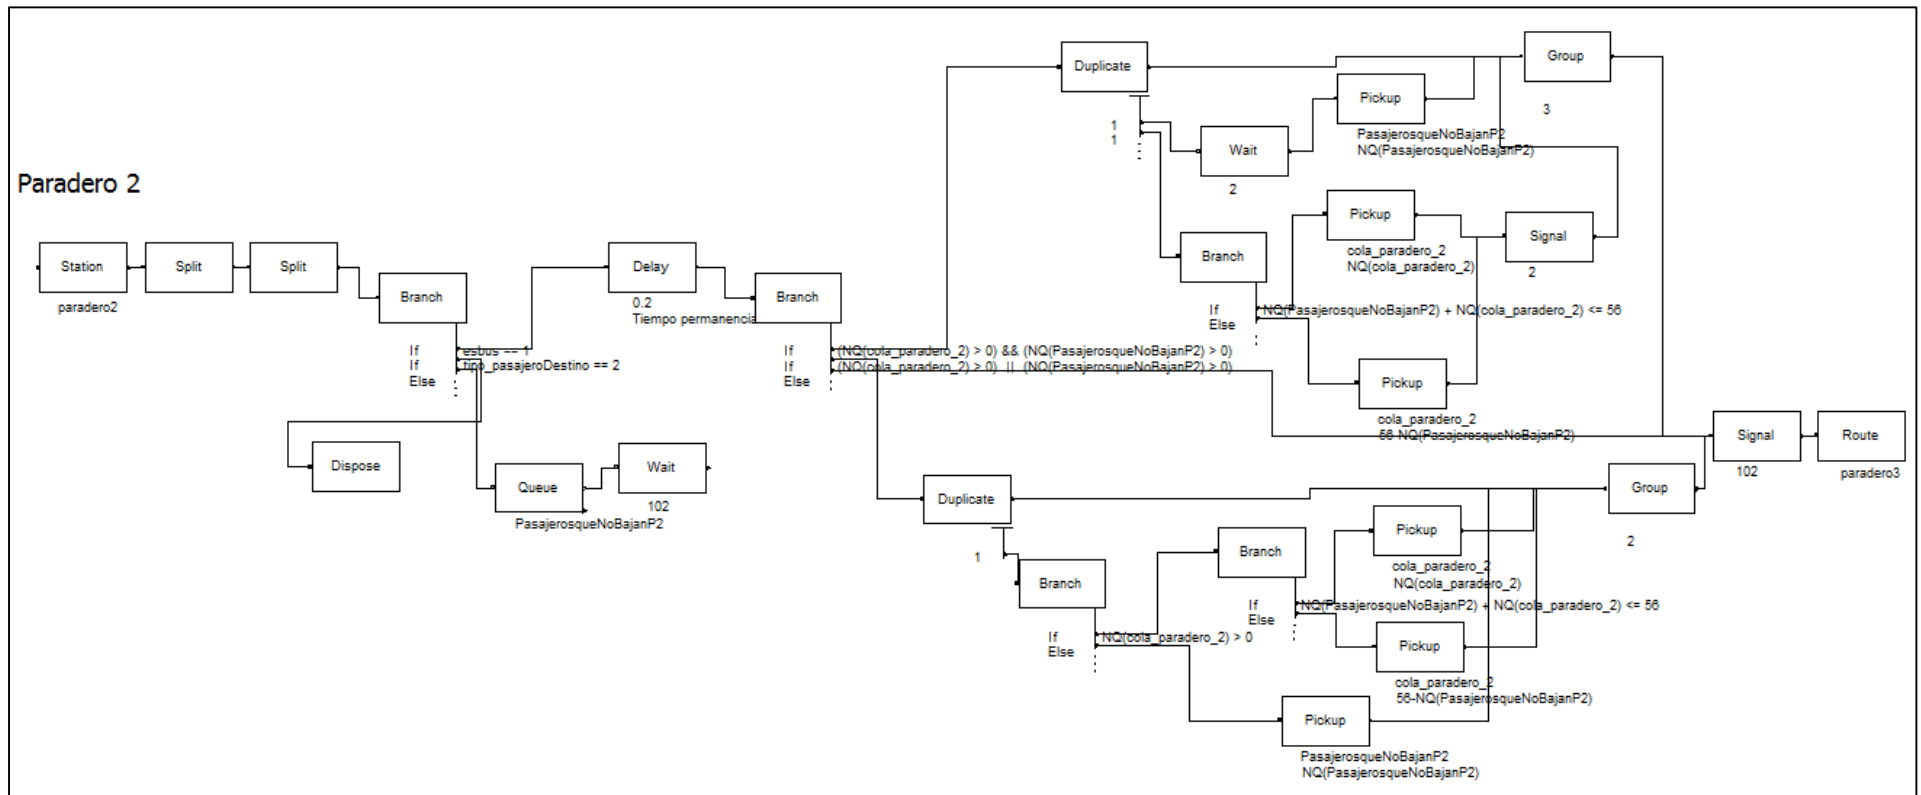 Paradero 2
Station
paradero2
Split
Split
Branch
If esbus == 1
If tipo_pasajeroDestino == 2
Else
Dispose
Queue
PasajerosqueNoBajanP2
Wait
102
Delay
0.2
Tiempo permanencia
Branch
If (NQ(cola_paradero_2) > 0) && (NQ(PasajerosqueNoBajanP2) > 0)
If (NQ(cola_paradero_2) > 0) || (NQ(PasajerosqueNoBajanP2) > 0)
Else
Duplicate
1
1
Wait
2
Pickup
PasajerosqueNoBajanP2
NQ(PasajerosqueNoBajanP2)
Group
3
Branch
If NQ(PasajerosqueNoBajanP2) + NQ(cola_paradero_2) <= 56
Else
Pickup
cola_paradero_2
NQ(cola_paradero_2)
Signal
2
Pickup
cola_paradero_2
56-NQ(PasajerosqueNoBajanP2)
Duplicate
1
Branch
If NQ(cola_paradero_2) > 0
Else
Branch
If NQ(PasajerosqueNoBajanP2) + NQ(cola_paradero_2) <= 56
Else
Pickup
cola_paradero_2
NQ(cola_paradero_2)
Pickup
cola_paradero_2
56-NQ(PasajerosqueNoBajanP2)
Pickup
PasajerosqueNoBajanP2
NQ(PasajerosqueNoBajanP2)
Group
2
Signal
102
Route
paradero3